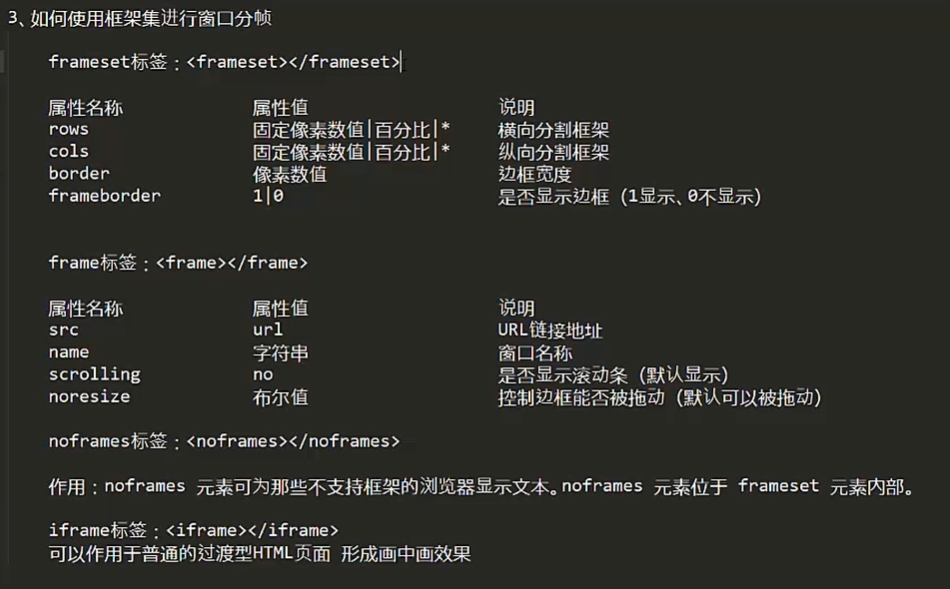 3、如何使用框架集进行窗口分帧
frameset标签：<frameset></frameset>
属性名称 属性值 说明
rows 固定像素数值|百分比|* 横向分割框架
cols 固定像素数值|百分比|* 纵向分割框架
border 像素数值 边框宽度
frameborder 1|0 是否显示边框（1显示、0不显示）
frame标签：<frame></frame>
属性名称 属性值 说明
src url URL链接地址
name 字符串 窗口名称
scrolling no 是否显示滚动条（默认显示）
noresize 布尔值 控制边框能否被拖动（默认可以被拖动）
noframes标签：<noframes></noframes>
作用：noframes 元素可为那些不支持框架的浏览器显示文本。noframes 元素位于 frameset 元素内部。
iframe标签：<iframe></iframe>
可以作用于普通的过渡型HTML页面 形成画中画效果